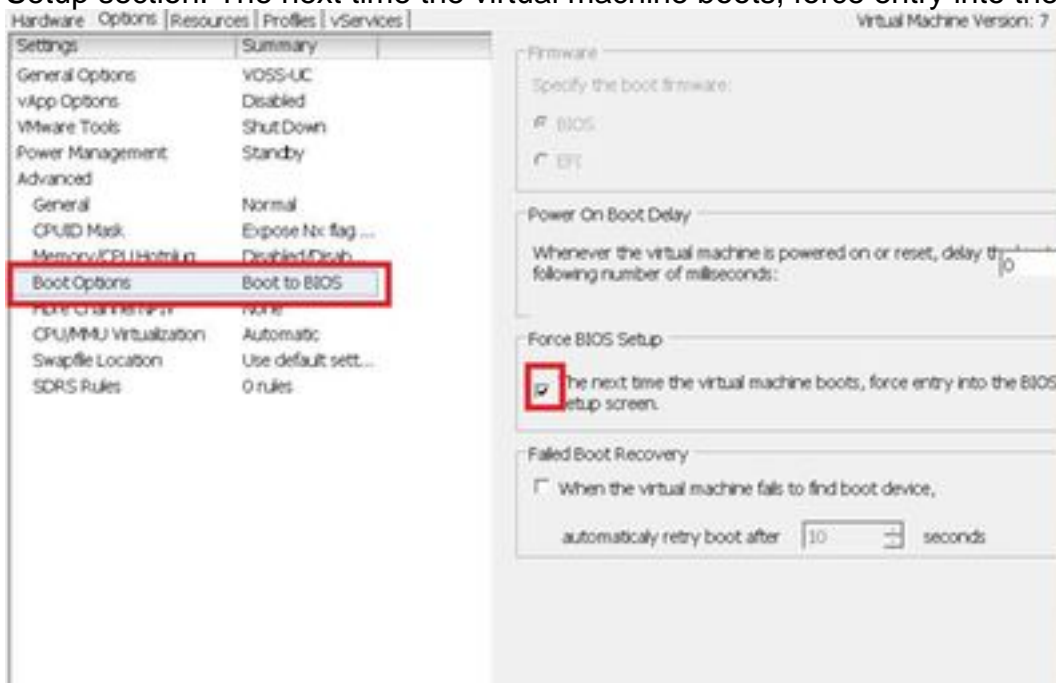 Setup section. The next time the virtual machine boots, force entry into the
Hardware Options Resources Profiles vServices
Virtual Machine Version: 7
Settings Summary
General Options VOSS-UC
vApp Options Disabled
VMware Tools Shut Down
Power Management Standby
Advanced
General Normal
CPUID Mask Expose Nx flag ...
Memory/CPU Hotplug Disabled/Disab...
Boot Options Boot to BIOS
Fibre Channel NPIV None
CPU/MMU Virtualization Automatic
Swapfile Location Use default sett...
SDRS Rules 0 rules
Firmware
Specify the boot firmware:
BIOS
EFI
Power On Boot Delay
Whenever the virtual machine is powered on or reset, delay
following number of milliseconds:
0
Force BIOS Setup
The next time the virtual machine boots, force entry into the BIOS
etup screen.
Failed Boot Recovery
When the virtual machine fails to find boot device,
automaticaly retry boot after 10 seconds